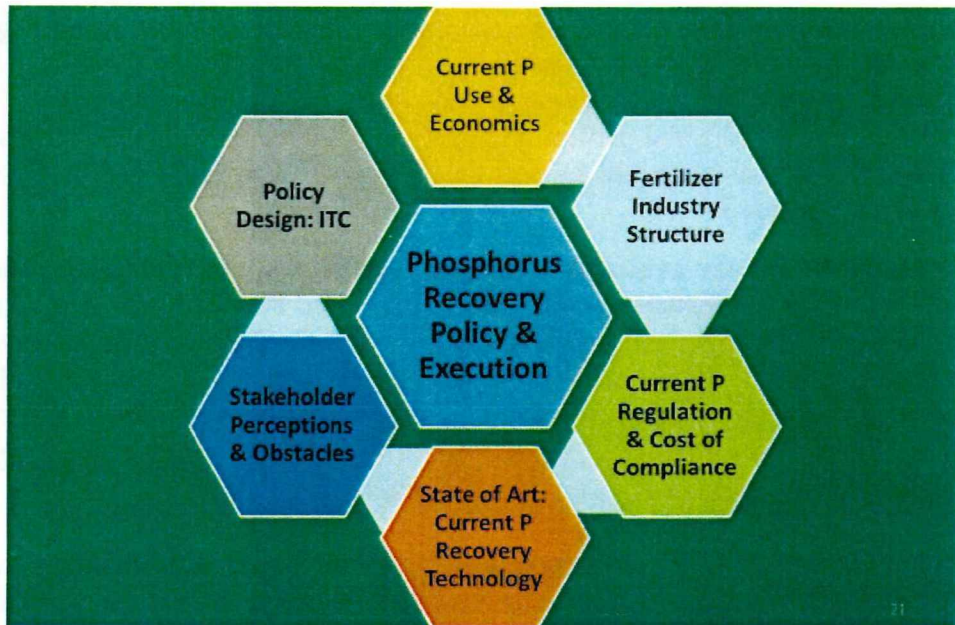 Current P
Use &
Economics
Fertilizer
Industry
Structure
Current P
Regulation
& Cost of
Compliance
State of Art:
Current P
Recovery
Technology
Stakeholder
Perceptions
& Obstacles
Policy
Design: ITC
Phosphorus
Recovery
Policy &
Execution
21